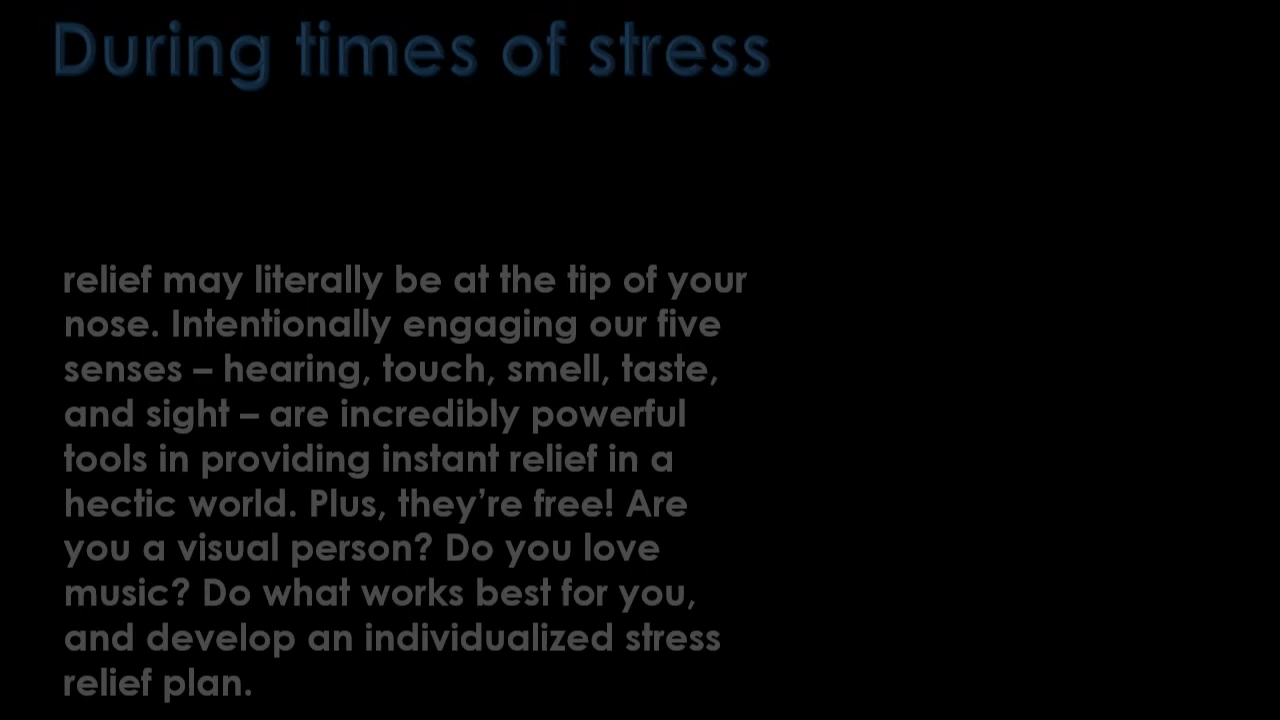 During times of stress
relief may literally be at the tip of your
nose. Intentionally engaging our five
senses – hearing, touch, smell, taste,
and sight – are incredibly powerful
tools in providing instant relief in a
hectic world. Plus, they’re free! Are
you a visual person? Do you love
music? Do what works best for you,
and develop an individualized stress
relief plan.